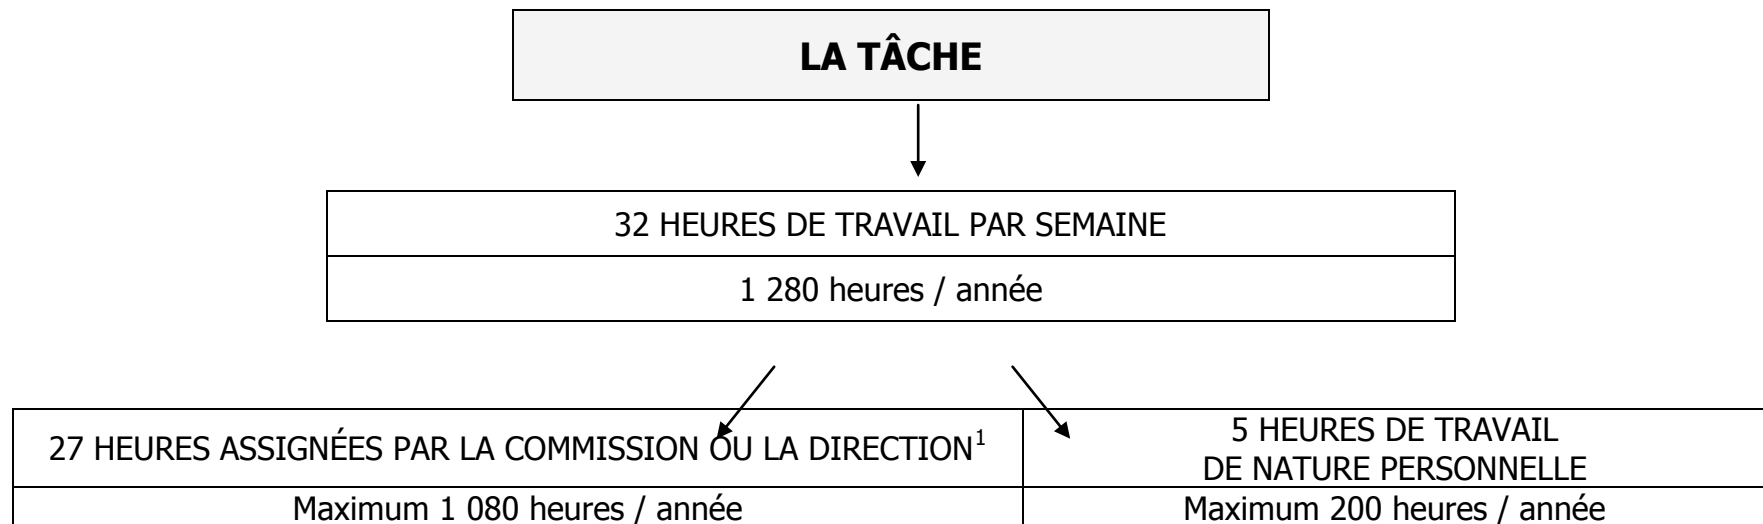 LA TÂCHE
32 HEURES DE TRAVAIL PAR SEMAINE
1 280 heures / année
27 HEURES ASSIGNÉES PAR LA COMMISSION OU LA DIRECTION¹
5 HEURES DE TRAVAIL
DE NATURE PERSONNELLE
Maximum 1 080 heures / année
Maximum 200 heures / année